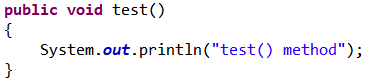 public void test()
{
    System.out.println("test() method");
}